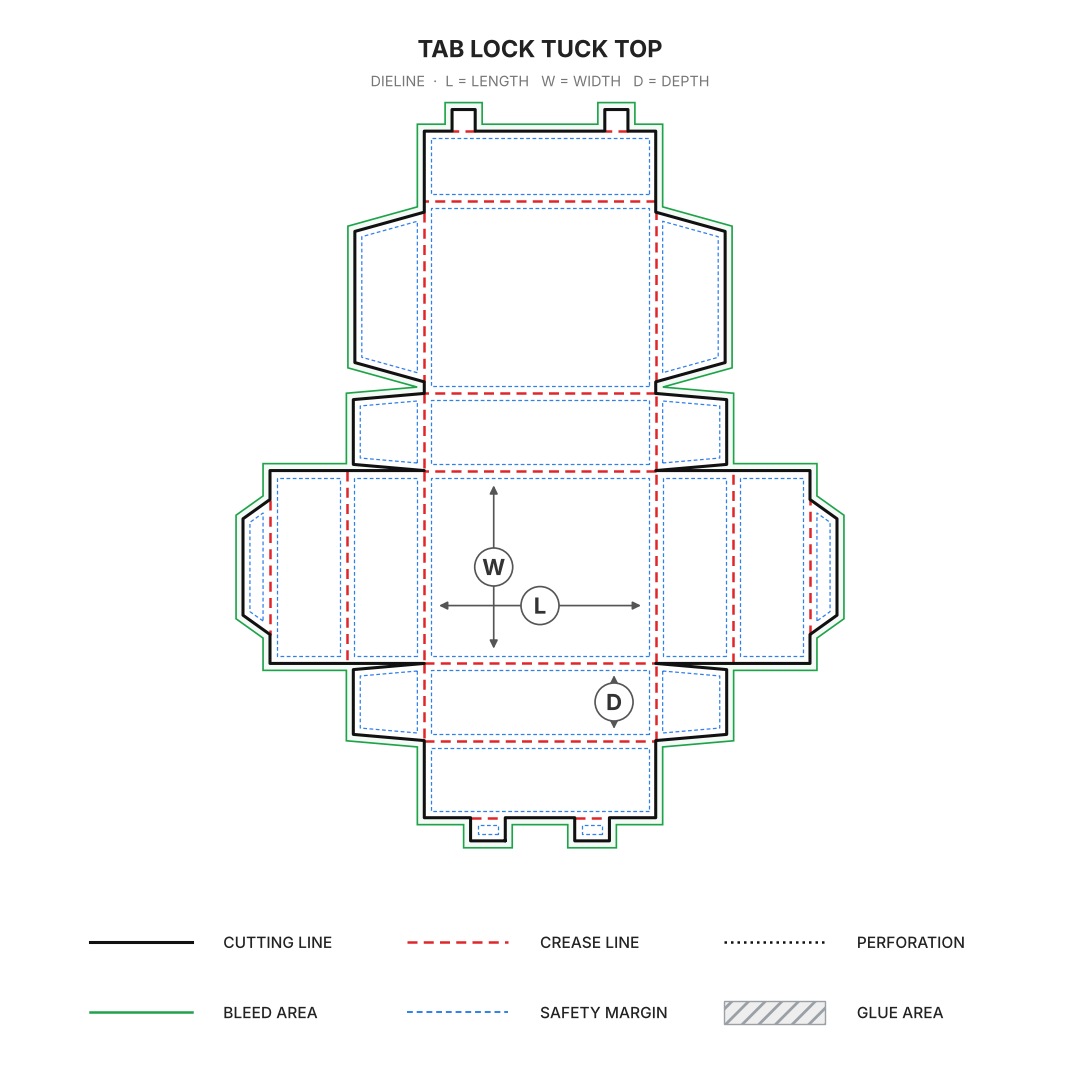 TAB LOCK TUCK TOP
DIELINE · L = LENGTH W = WIDTH D = DEPTH
W
L
D
CUTTING LINE
CREASE LINE
PERFORATION
BLEED AREA
SAFETY MARGIN
GLUE AREA